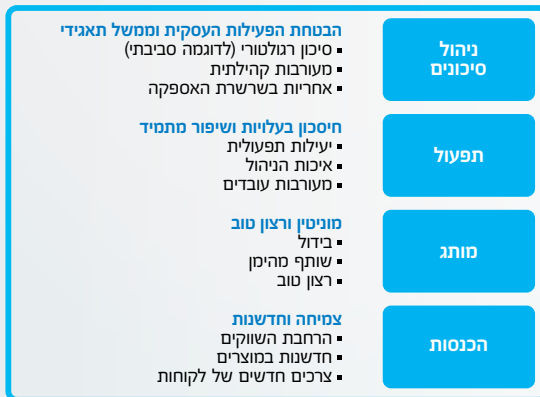 ניהול
סיכונים
הבטחת הפעילות העסקית וממשל תאגידי
▪ סיכון רגולטורי (לדוגמה סביבתי)
▪ מעורבות קהילתית
▪ אחריות בשרשרת האספקה
תפעול
חיסכון בעלויות ושיפור מתמיד
▪ יעילות תפעולית
▪ איכות הניהול
▪ מעורבות עובדים
מותג
מוניטין ורצון טוב
▪ בידול
▪ שותף מהימן
▪ רצון טוב
הכנסות
צמיחה וחדשנות
▪ הרחבת השווקים
▪ חדשנות במוצרים
▪ צרכים חדשים של לקוחות